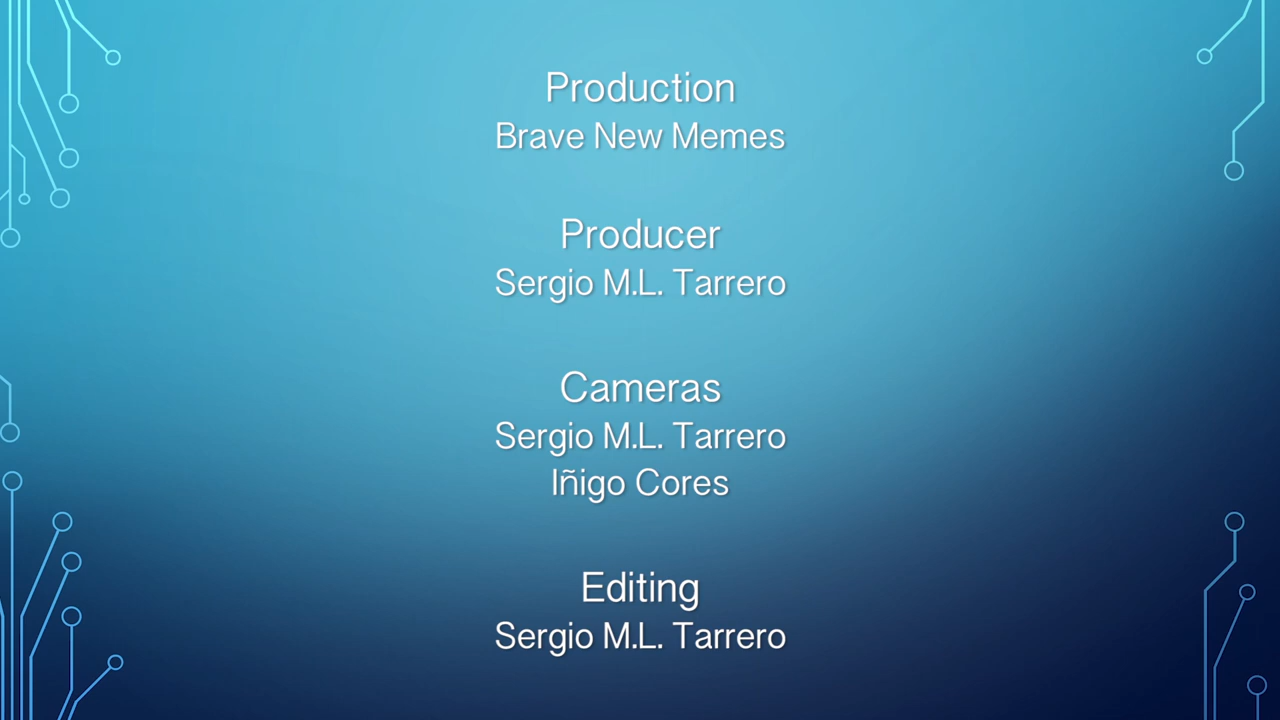 Production
Brave New Memes
Producer
Sergio M.L. Tarrero
Cameras
Sergio M.L. Tarrero
Iñigo Cores
Editing
Sergio M.L. Tarrero